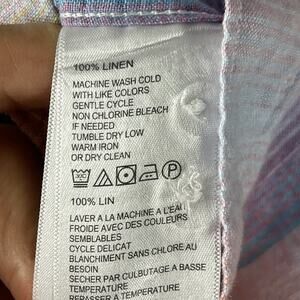 100% LINEN
MACHINE WASH COLD
WITH LIKE COLORS
GENTLE CYCLE
NON CHLORINE BLEACH
IF NEEDED
TUMBLE DRY LOW
WARM IRON
OR DRY CLEAN
P
100% LIN
LAVER A LA MACHINE A L'EAU
FROIDE AVEC DES COULEURS
SEMBLABLES
CYCLE DELICAT
BLANCHIMENT SANS CHLORE AU
BESOIN
SECHER PAR CULBUTAGE A BASSE
TEMPERATURE
REPASSER A TEMPERATURE